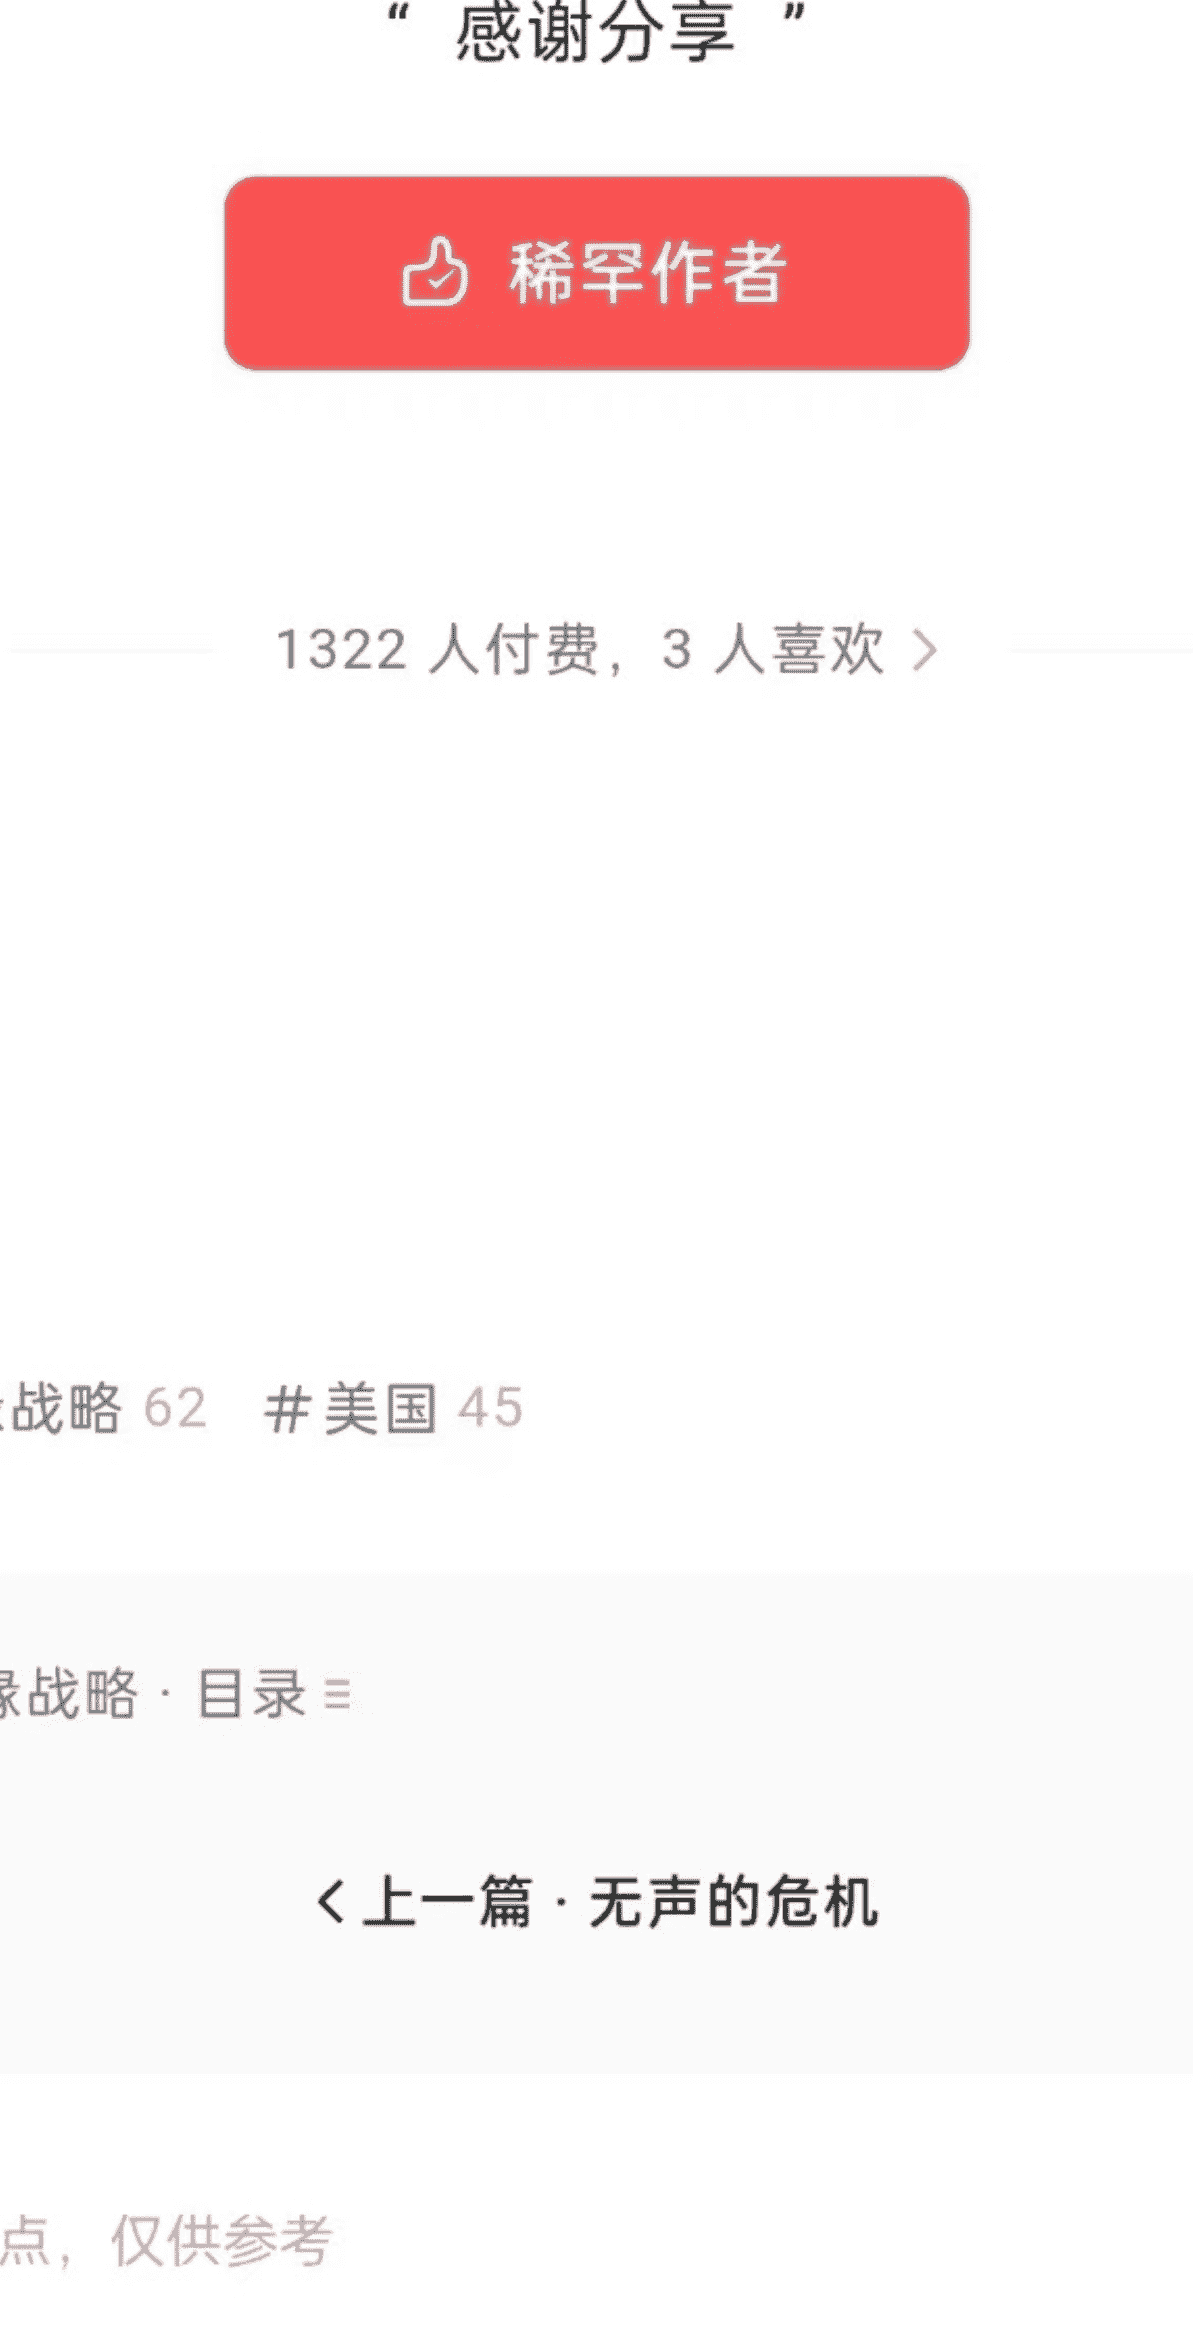 “ 感谢分享 ”
稀罕作者
1322 人付费，3 人喜欢
战略 62 #美国 45
缘战略 · 目录
上一篇 · 无声的危机
点，仅供参考